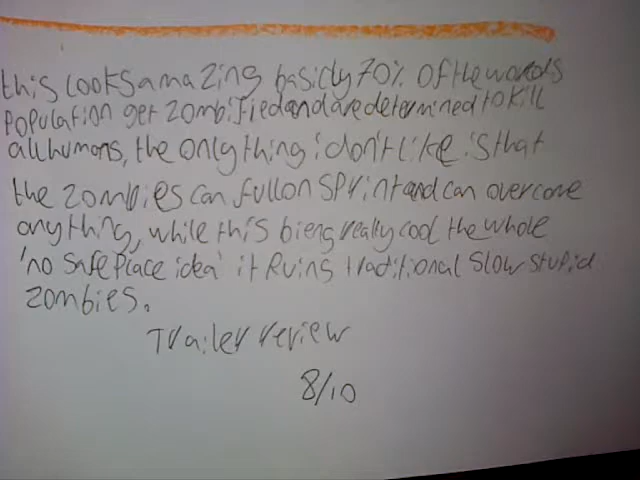 this looks amazing basicly 70% of the worlds
population get zombified and are determined to kill
all humans, the only thing i don't like is that
the zombies can full on sprint and can overcome
anything, while this bieng really cool the whole
'no safe place idea' it Ruins traditional slow stupid
zombies.
Trailer review
8/10